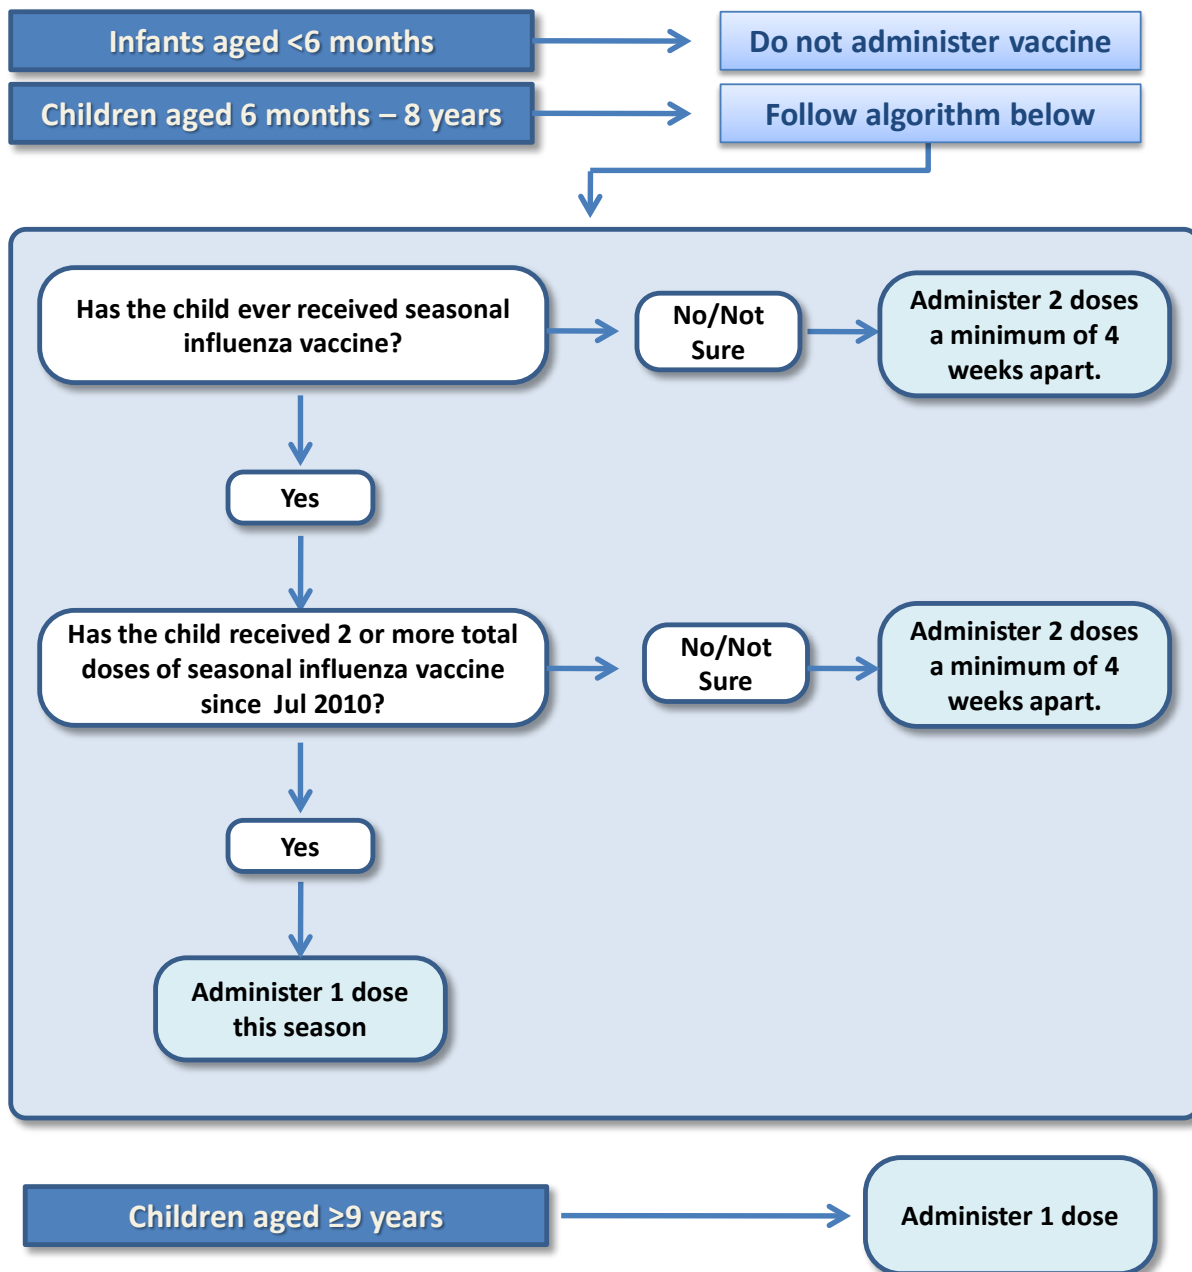 Infants aged <6 months
Do not administer vaccine
Children aged 6 months – 8 years
Follow algorithm below
Has the child ever received seasonal
influenza vaccine?
No/Not
Sure
Administer 2 doses
a minimum of 4
weeks apart.
Yes
Has the child received 2 or more total
doses of seasonal influenza vaccine
since Jul 2010?
No/Not
Sure
Administer 2 doses
a minimum of 4
weeks apart.
Yes
Administer 1 dose
this season
Children aged ≥9 years
Administer 1 dose